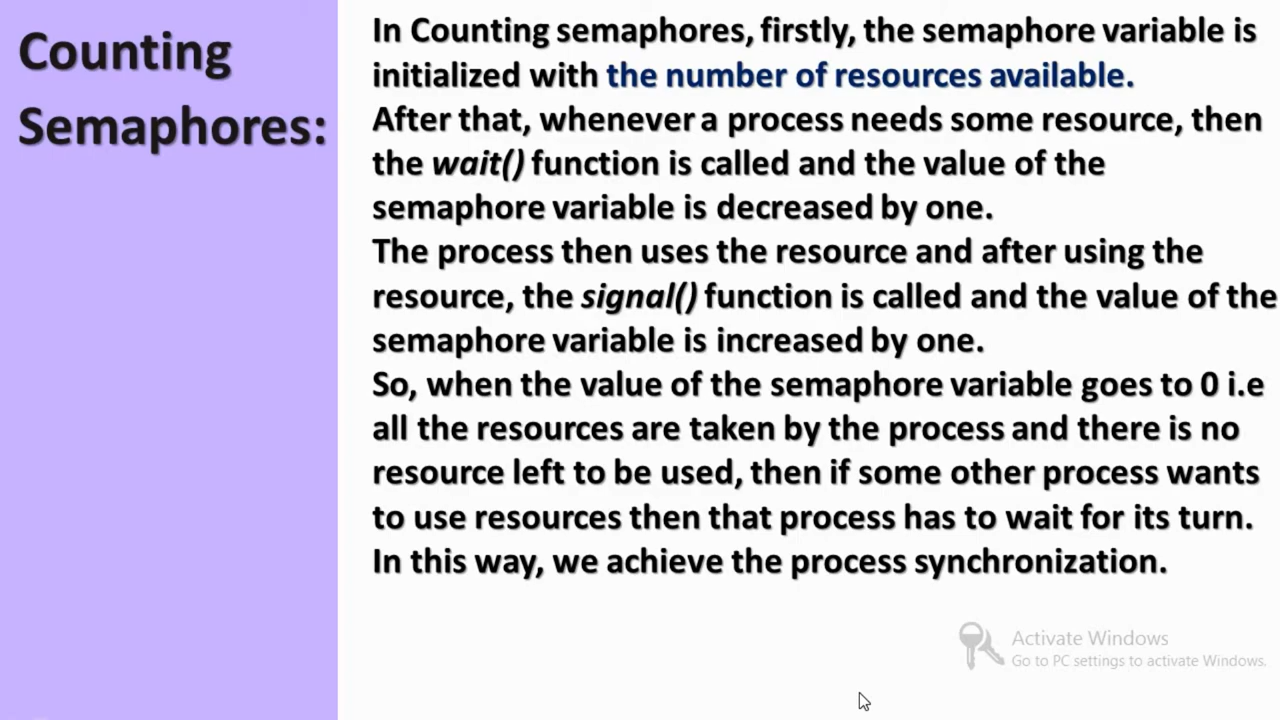 Counting
Semaphores:
In Counting semaphores, firstly, the semaphore variable is
initialized with the number of resources available.
After that, whenever a process needs some resource, then
the wait() function is called and the value of the
semaphore variable is decreased by one.
The process then uses the resource and after using the
resource, the signal() function is called and the value of the
semaphore variable is increased by one.
So, when the value of the semaphore variable goes to 0 i.e
all the resources are taken by the process and there is no
resource left to be used, then if some other process wants
to use resources then that process has to wait for its turn.
In this way, we achieve the process synchronization.
Activate Windows
Go to PC settings to activate Windows.